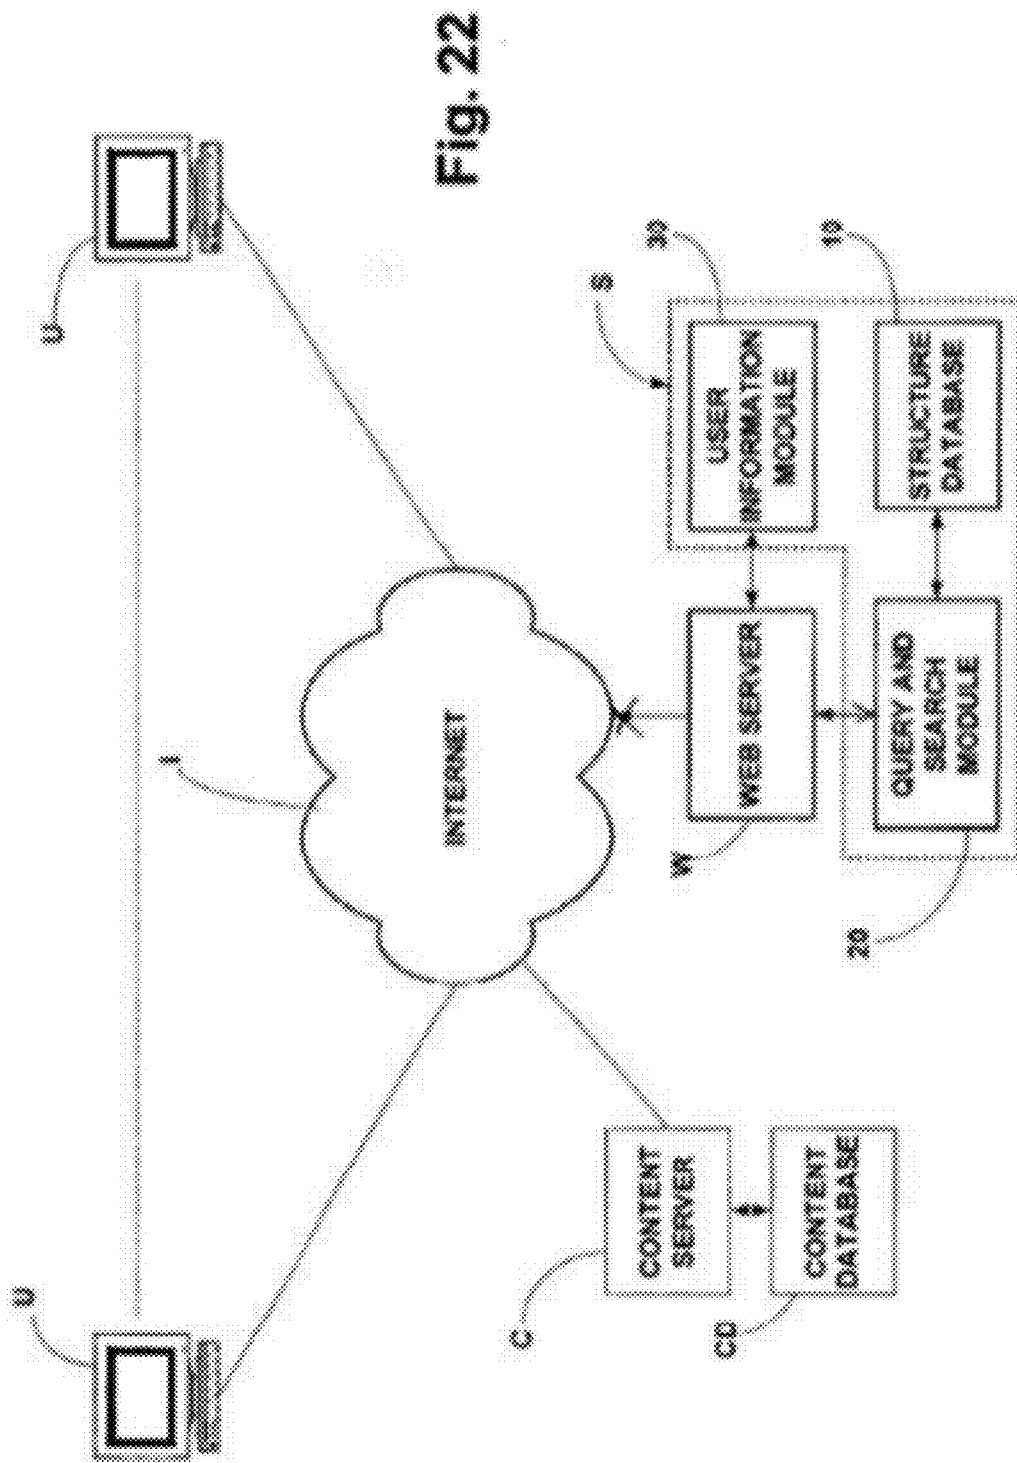 U
U
I
INTERNET
C
CONTENT
SERVER
CD
CONTENT
DATABASE
W
WEB SERVER
20
QUERY AND
SEARCH
MODULE
S
30
USER
INFORMATION
MODULE
10
STRUCTURE
DATABASE
Fig. 22